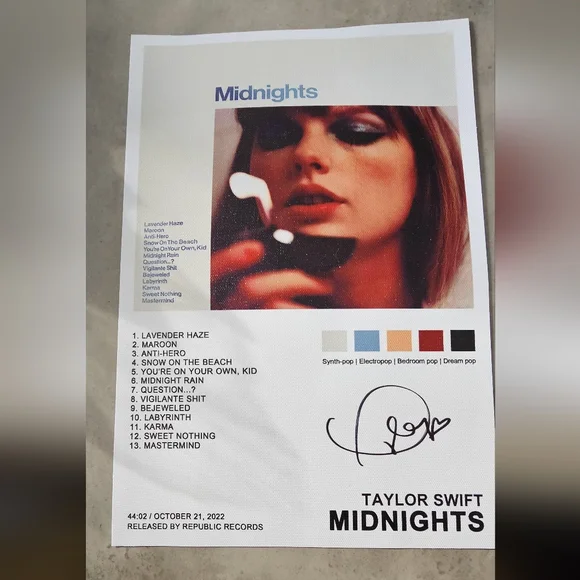 Midnights
Lavender Haze
Maroon
Anti-Hero
Snow On The Beach
You're On Your Own, Kid
Midnight Rain
Question...?
Vigilante Shit
Bejeweled
Labyrinth
Karma
Sweet Nothing
Mastermind
1. LAVENDER HAZE
2. MAROON
3. ANTI-HERO
4. SNOW ON THE BEACH
5. YOU'RE ON YOUR OWN, KID
6. MIDNIGHT RAIN
7. QUESTION...?
8. VIGILANTE SHIT
9. BEJEWELED
10. LABYRINTH
11. KARMA
12. SWEET NOTHING
13. MASTERMIND
Synth-pop | Electropop | Bedroom pop | Dream pop
44:02 / OCTOBER 21, 2022
RELEASED BY REPUBLIC RECORDS
TAYLOR SWIFT
MIDNIGHTS